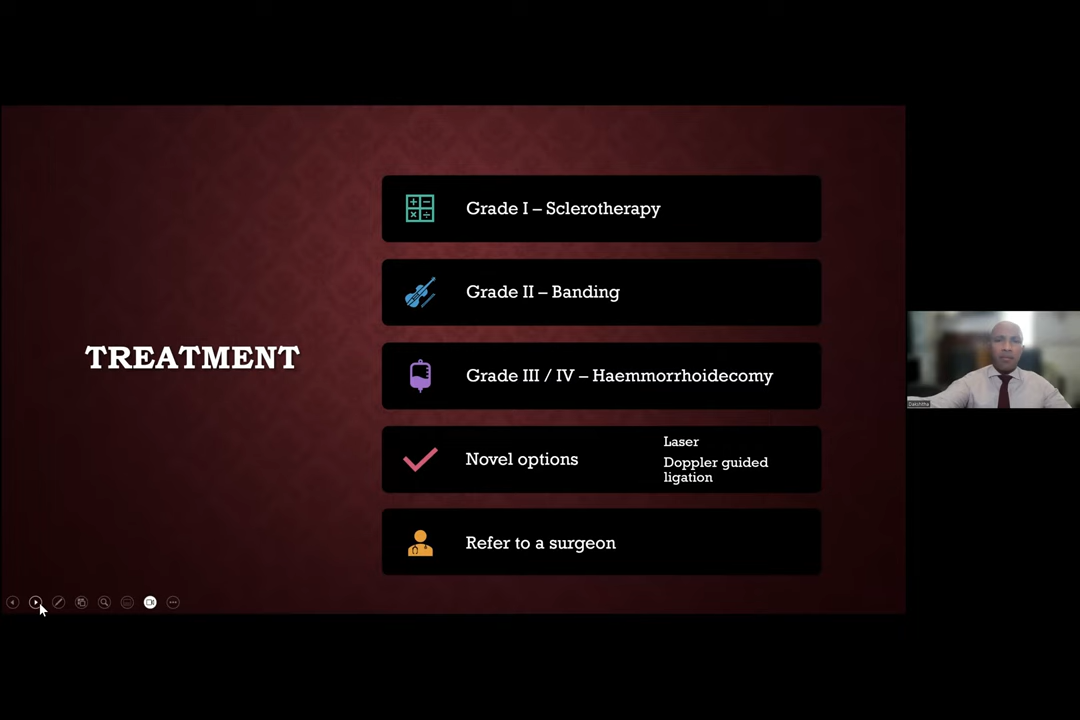 TREATMENT
Grade I – Sclerotherapy
Grade II – Banding
Grade III / IV – Haemmorrhoidecomy
Novel options
Laser
Doppler guided
ligation
Refer to a surgeon
Dakshitha